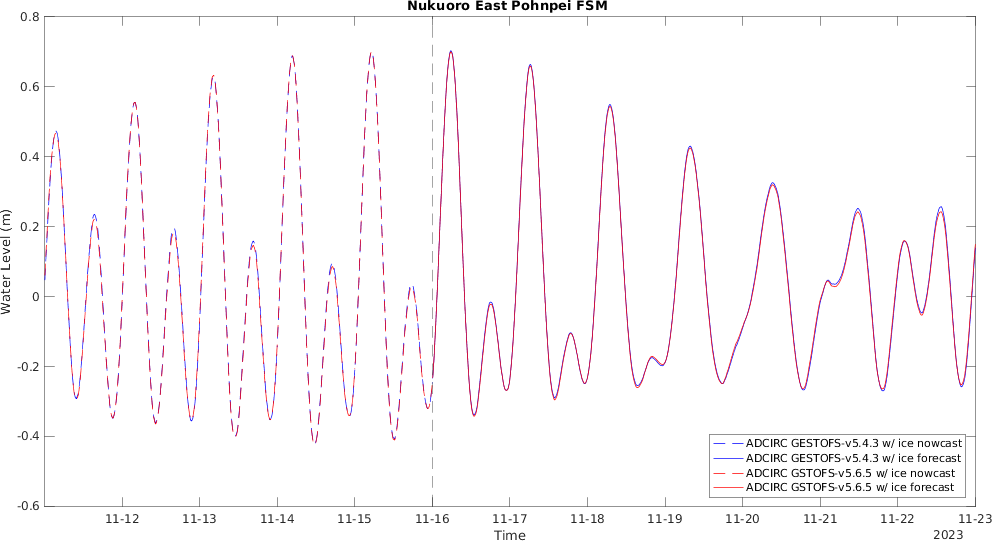 Nukuoro East Pohnpei FSM
0.8
0.6
0.4
0.2
0
-0.2
-0.4
-0.6
Water Level (m)
ADCIRC GESTOFS-v5.4.3 w/ ice nowcast
ADCIRC GESTOFS-v5.4.3 w/ ice forecast
ADCIRC GSTOFS-v5.6.5 w/ ice nowcast
ADCIRC GSTOFS-v5.6.5 w/ ice forecast
11-12 11-13 11-14 11-15 11-16 11-17 11-18 11-19 11-20 11-21 11-22 11-23
Time
2023